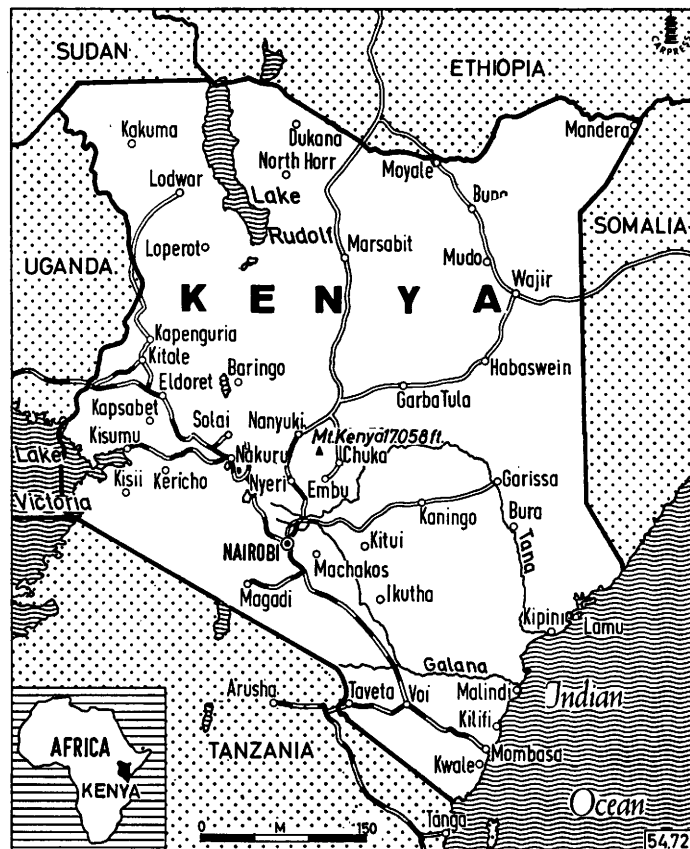 CARPRESS
SUDAN
ETHIOPIA
Kakuma
Dukana
Mandera
North Horr
Moyale
Lodwar
Lake
Rudolf
SOMALIA
Loperot
Marsabit
Mudo
UGANDA
Wajir
KENYA
Kapenguria
Kitale
Baringo
Habaswein
Eldoret
Garba Tula
Kapsabet
Solai
Nanyuki
Mt.Kenya 17058 ft.
Kisumu
Lake
Victoria
Nakuru
Chuka
Kisii
Kericho
Nyeri
Embu
Garissa
Kaningo
Bura
Tana
NAIROBI
Kitui
Machakos
Magadi
Ikutha
Kipini
Lamu
Galana
Arusha
Taveta
Voi
Malindi
Indian
Ocean
Kilifi
AFRICA
KENYA
TANZANIA
Kwale
Mombasa
Tanga
0 M 150
54,72